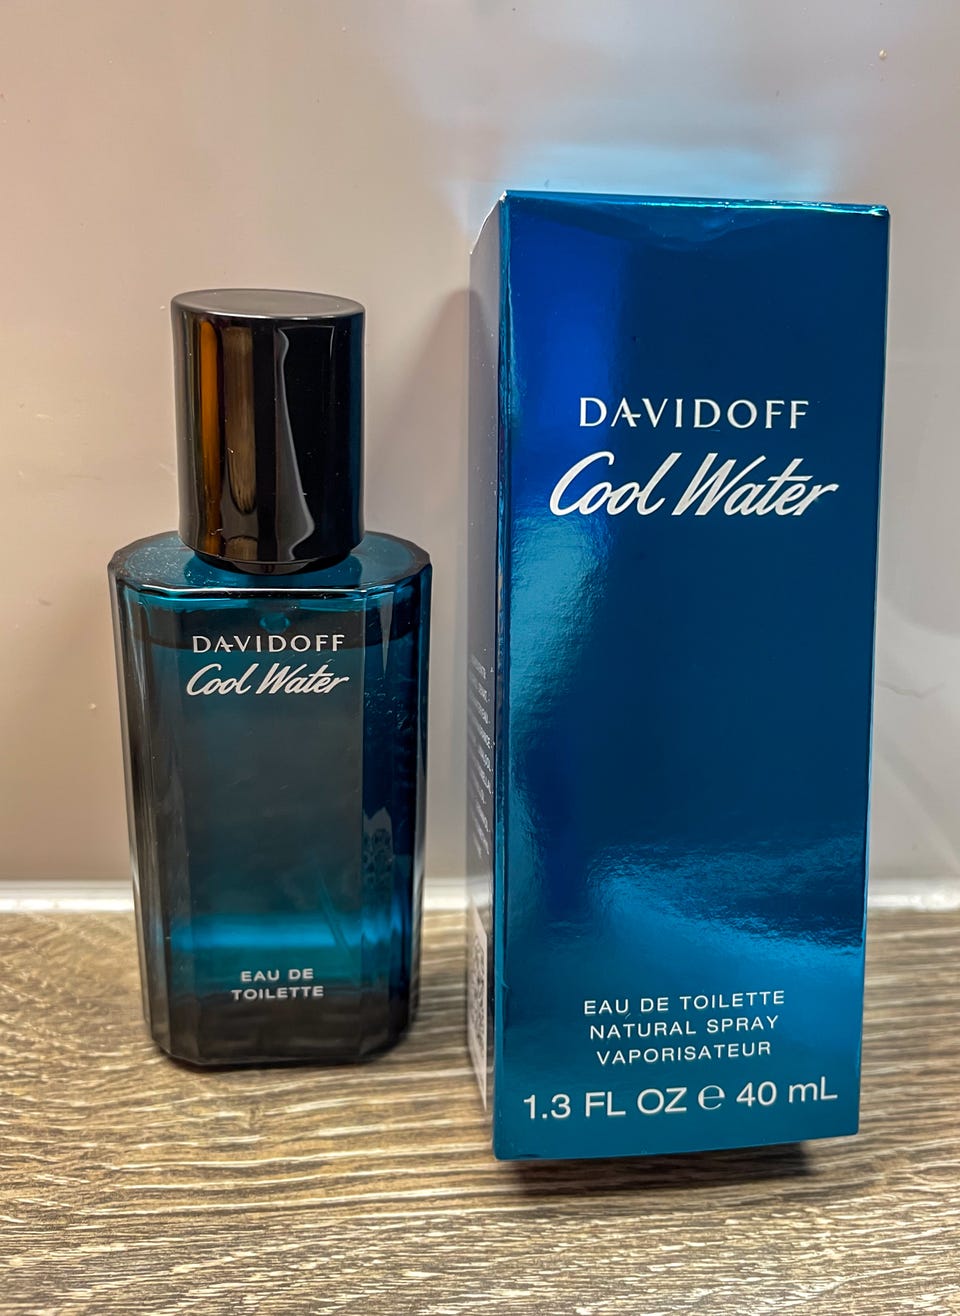 DAVIDOFF
Cool Water
EAU DE
TOILETTE
DAVIDOFF
Cool Water
EAU DE TOILETTE
NATURAL SPRAY
VAPORISATEUR
1.3 FL OZ ℮ 40 mL